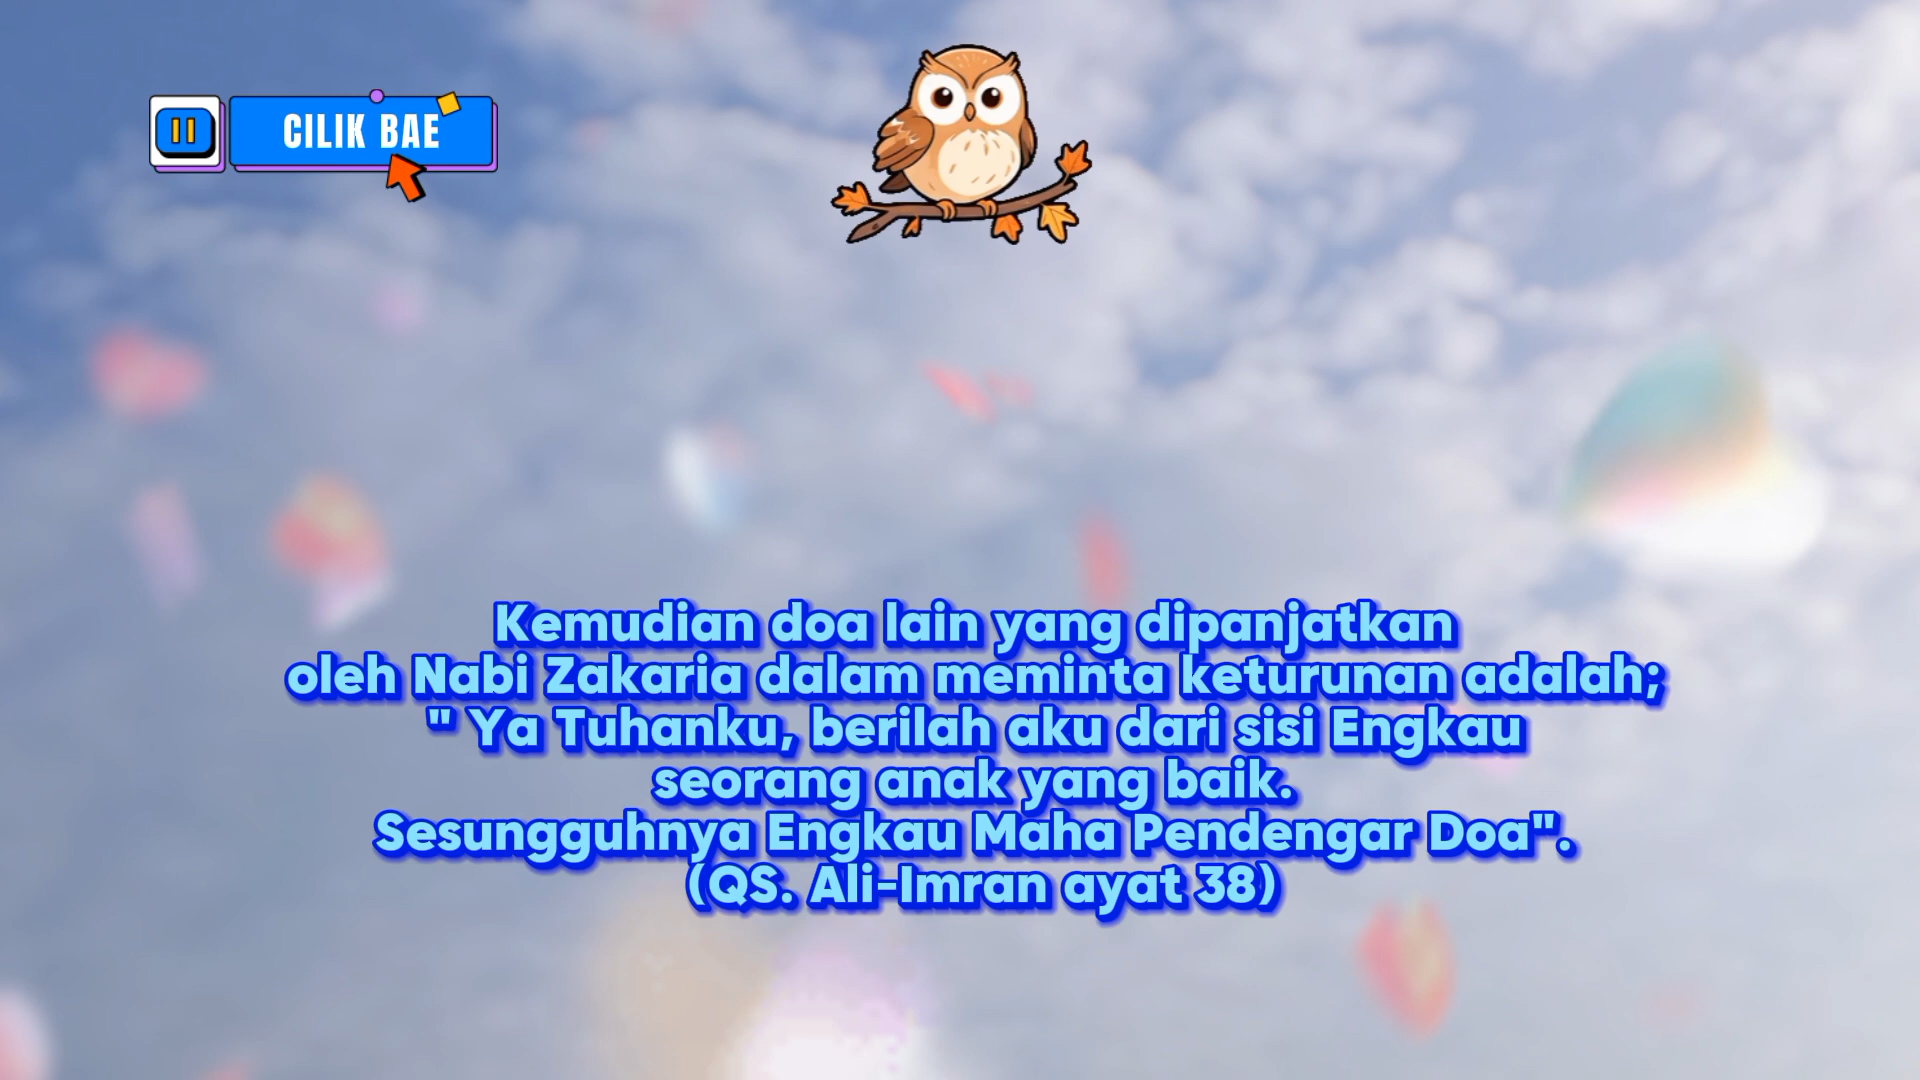 CILIK BAE
Kemudian doa lain yang dipanjatkan
oleh Nabi Zakaria dalam meminta keturunan adalah;
" Ya Tuhanku, berilah aku dari sisi Engkau
seorang anak yang baik.
Sesungguhnya Engkau Maha Pendengar Doa".
(QS. Ali-Imran ayat 38)